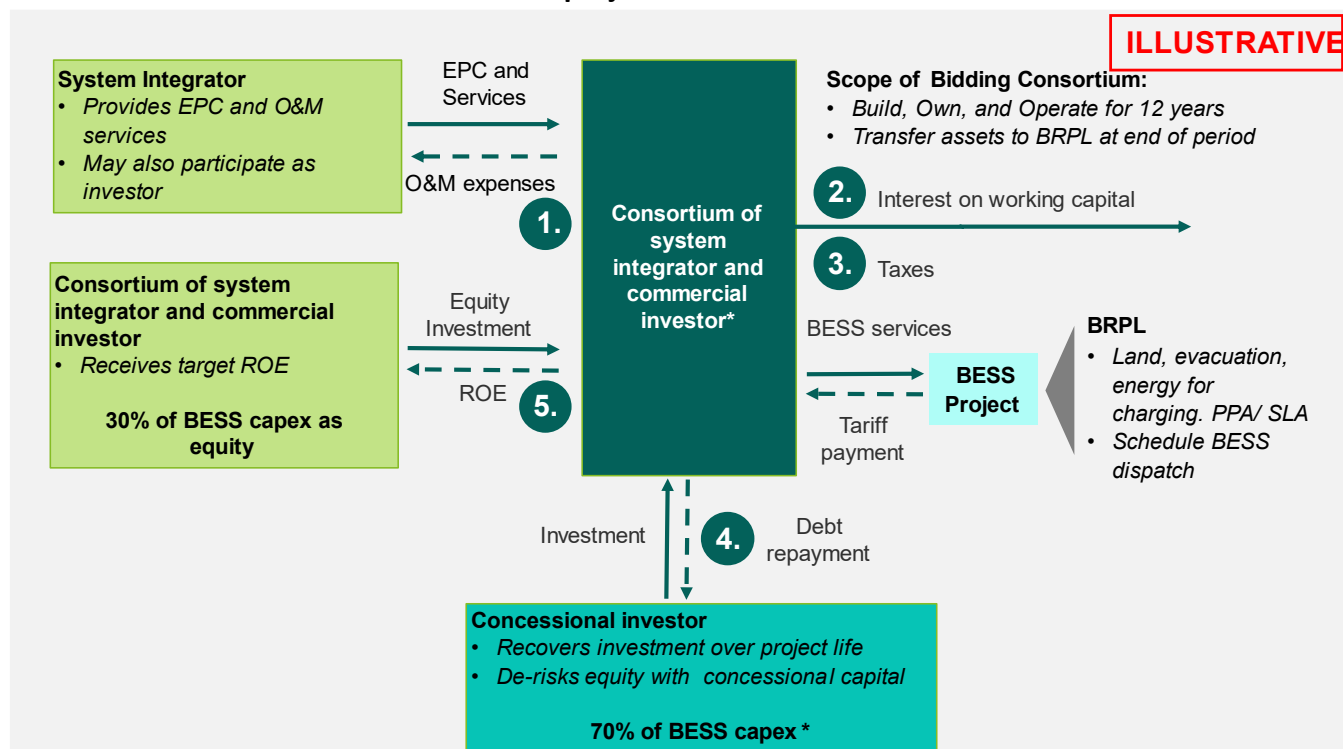 ILLUSTRATIVE
System Integrator
• Provides EPC and O&M
services
• May also participate as
investor
EPC and
Services
O&M expenses
1.
Consortium of system
integrator and commercial
investor
• Receives target ROE
30% of BESS capex as
equity
Equity
Investment
ROE
5.
Consortium of
system
integrator and
commercial
investor*
Scope of Bidding Consortium:
• Build, Own, and Operate for 12 years
• Transfer assets to BRPL at end of period
2.
Interest on working capital
3.
Taxes
BESS services
Tariff
payment
BESS
Project
BRPL
• Land, evacuation,
energy for
charging. PPA/ SLA
• Schedule BESS
dispatch
Investment
4.
Debt
repayment
Concessional investor
• Recovers investment over project life
• De-risks equity with concessional capital
70% of BESS capex *